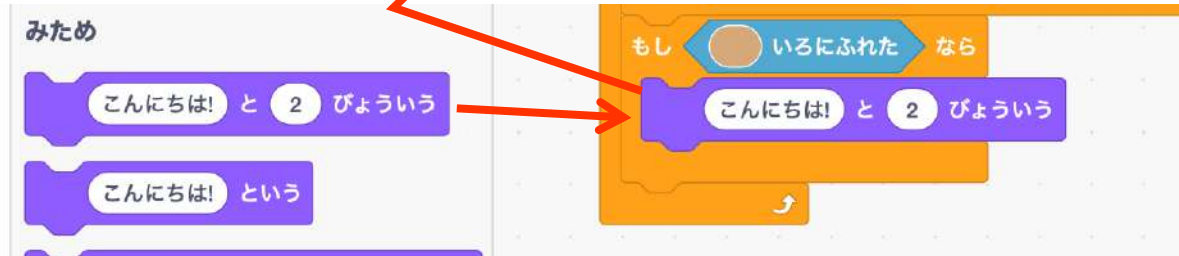 みため
こんにちは! と 2 びょういう
こんにちは! という
もし いろにふれた なら
こんにちは! と 2 びょういう